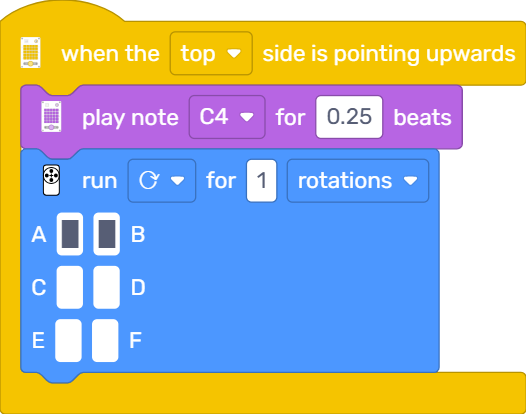 when the top side is pointing upwards
play note C4 for 0.25 beats
run for 1 rotations
A B
C D
E F